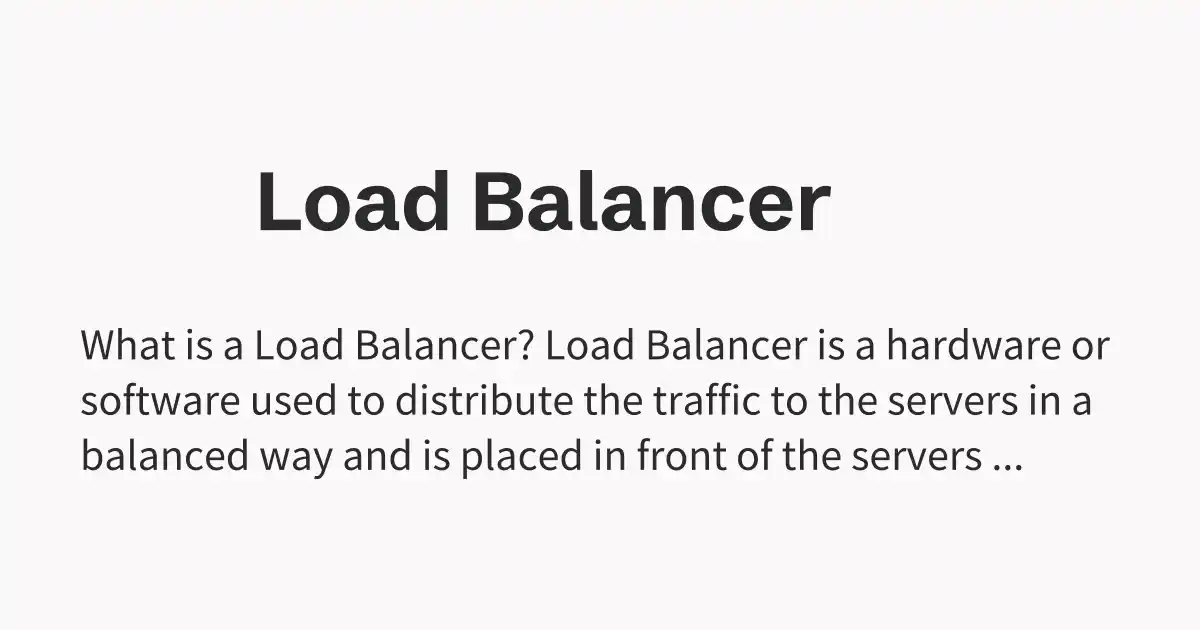 Load Balancer
What is a Load Balancer? Load Balancer is a hardware or
software used to distribute the traffic to the servers in a
balanced way and is placed in front of the servers ...